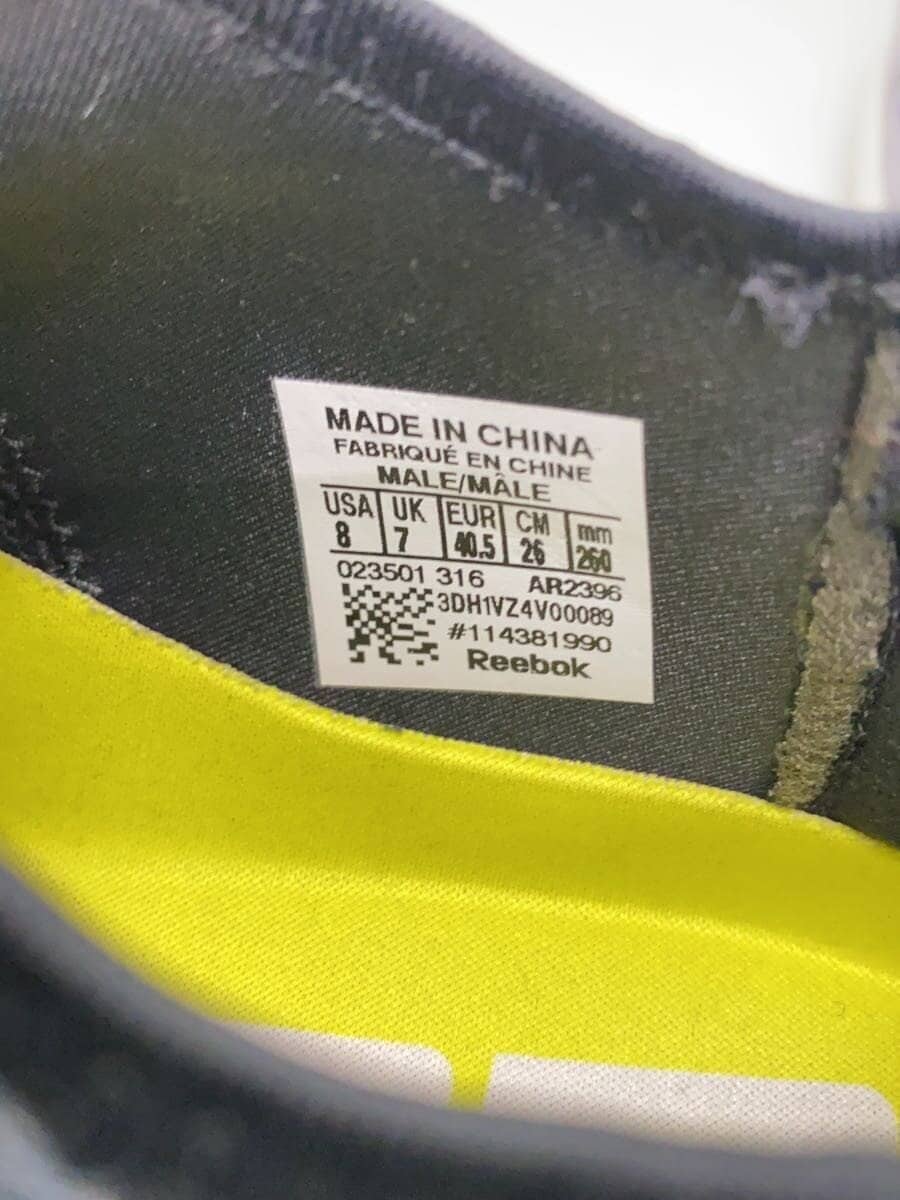 MADE IN CHINA
FABRIQUÉ EN CHINE
MALE/MÂLE
USA UK EUR CM mm
8 7 40.5 26 260
023501 316 AR2396
3DH1VZ4V00089
#114381990
Reebok